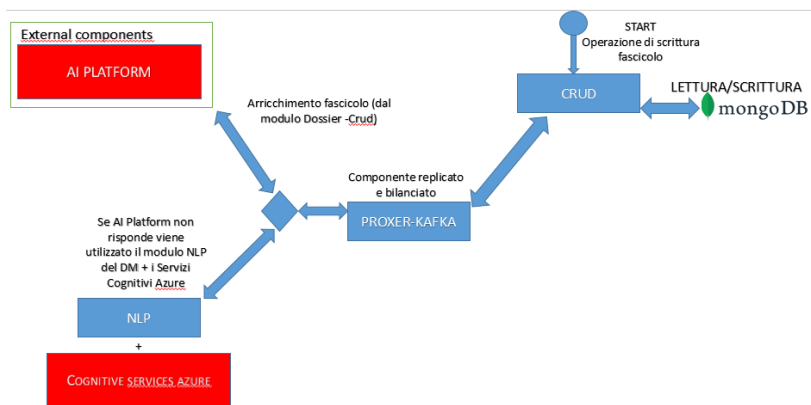 External components
AI PLATFORM
START
Operazione di scrittura
fascicolo
CRUD
LETTURA/SCRITTURA
mongoDB
Arricchimento fascicolo (dal
modulo Dossier -Crud)
Componente replicato
e bilanciato
PROXER-KAFKA
Se AI Platform non
risponde viene
utilizzato il modulo NLP
del DM + i Servizi
Cognitivi Azure
NLP
+
COGNITIVE SERVICES AZURE